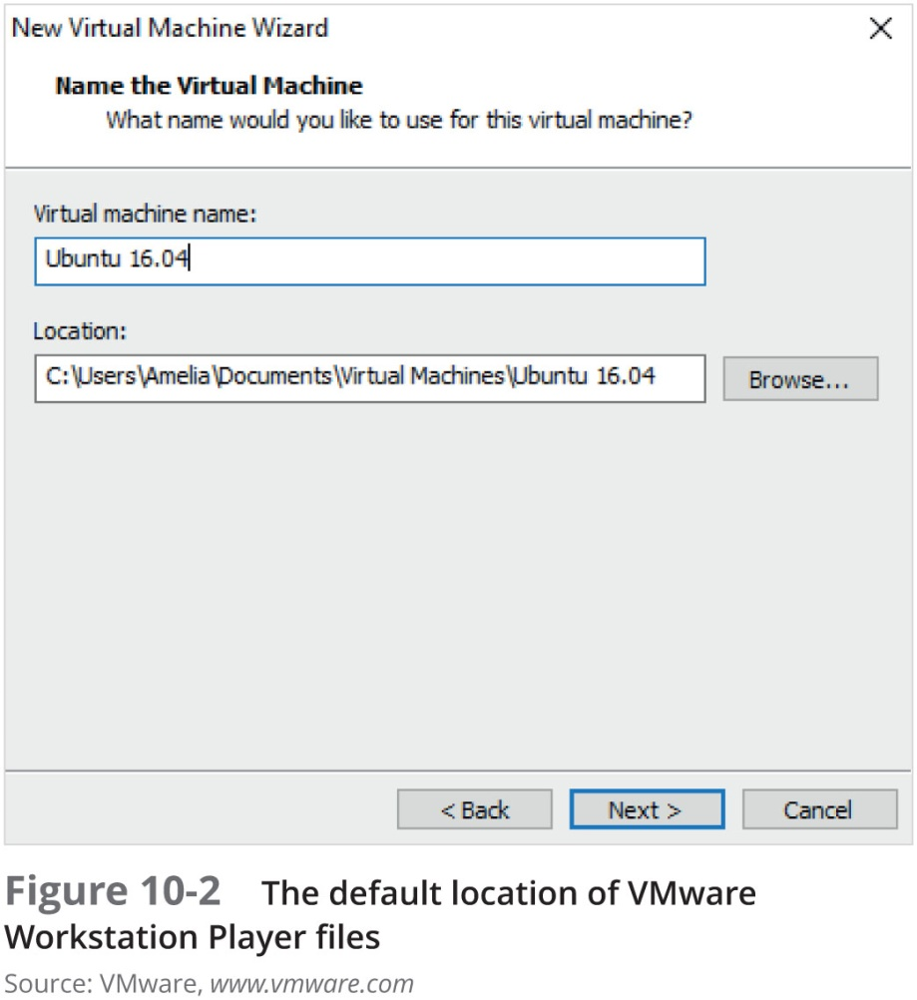 New Virtual Machine Wizard
Name the Virtual Machine
What name would you like to use for this virtual machine?
Virtual machine name:
Ubuntu 16.04
Location:
C:\Users\Amelia\Documents\Virtual Machines\Ubuntu 16.04
Browse...
< Back
Next >
Cancel
Figure 10-2 The default location of VMware
Workstation Player files
Source: VMware, www.vmware.com